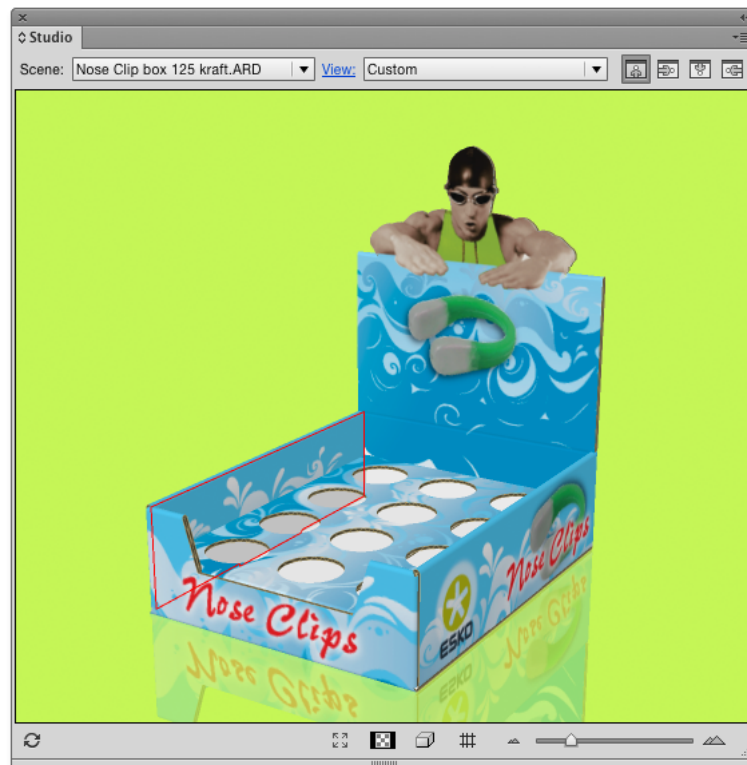 Studio
Scene: Nose Clip box 125 kraft.ARD View: Custom
Nose Clips
ESKO
Nose Clips